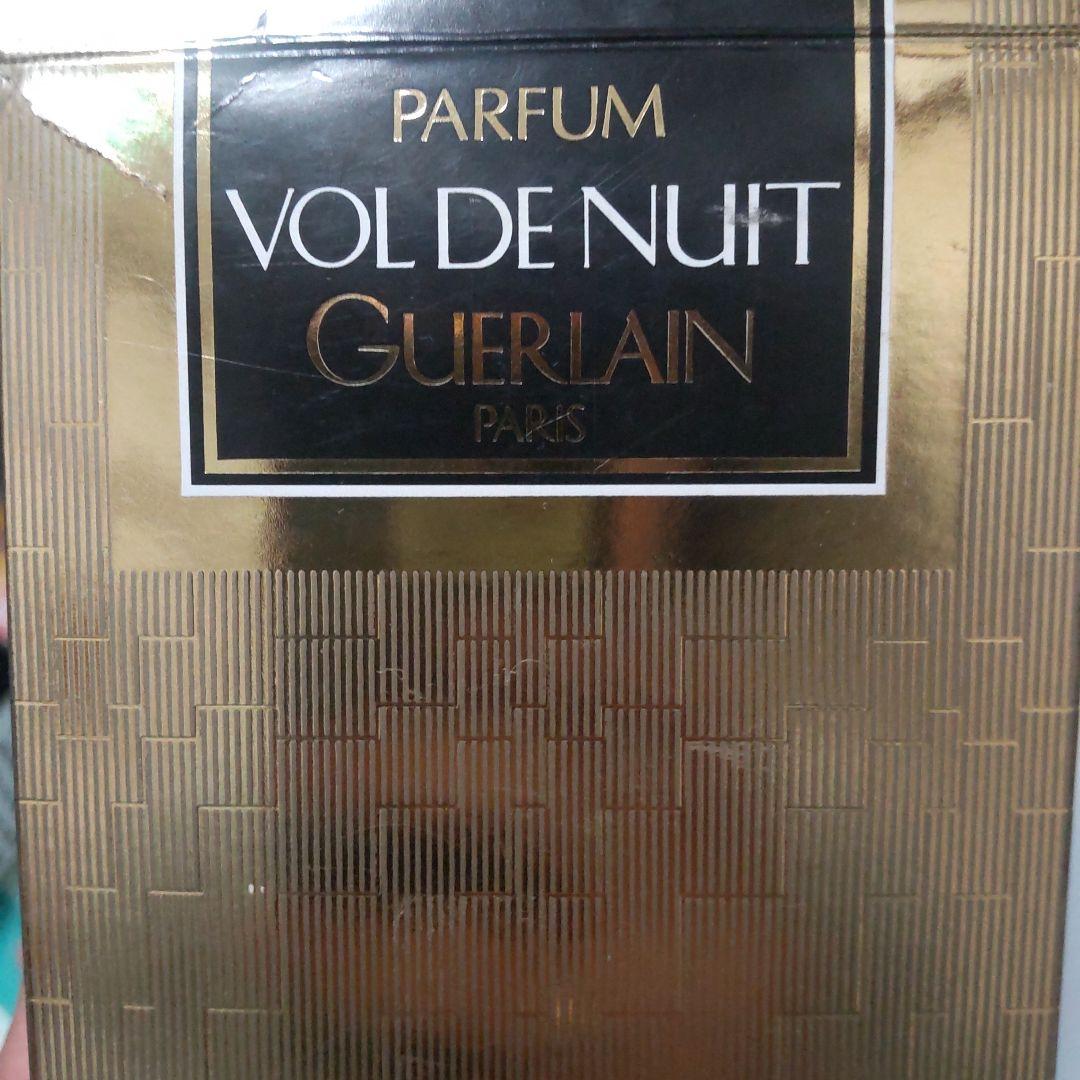 PARFUM
VOL DE NUIT
GUERLAIN
PARIS